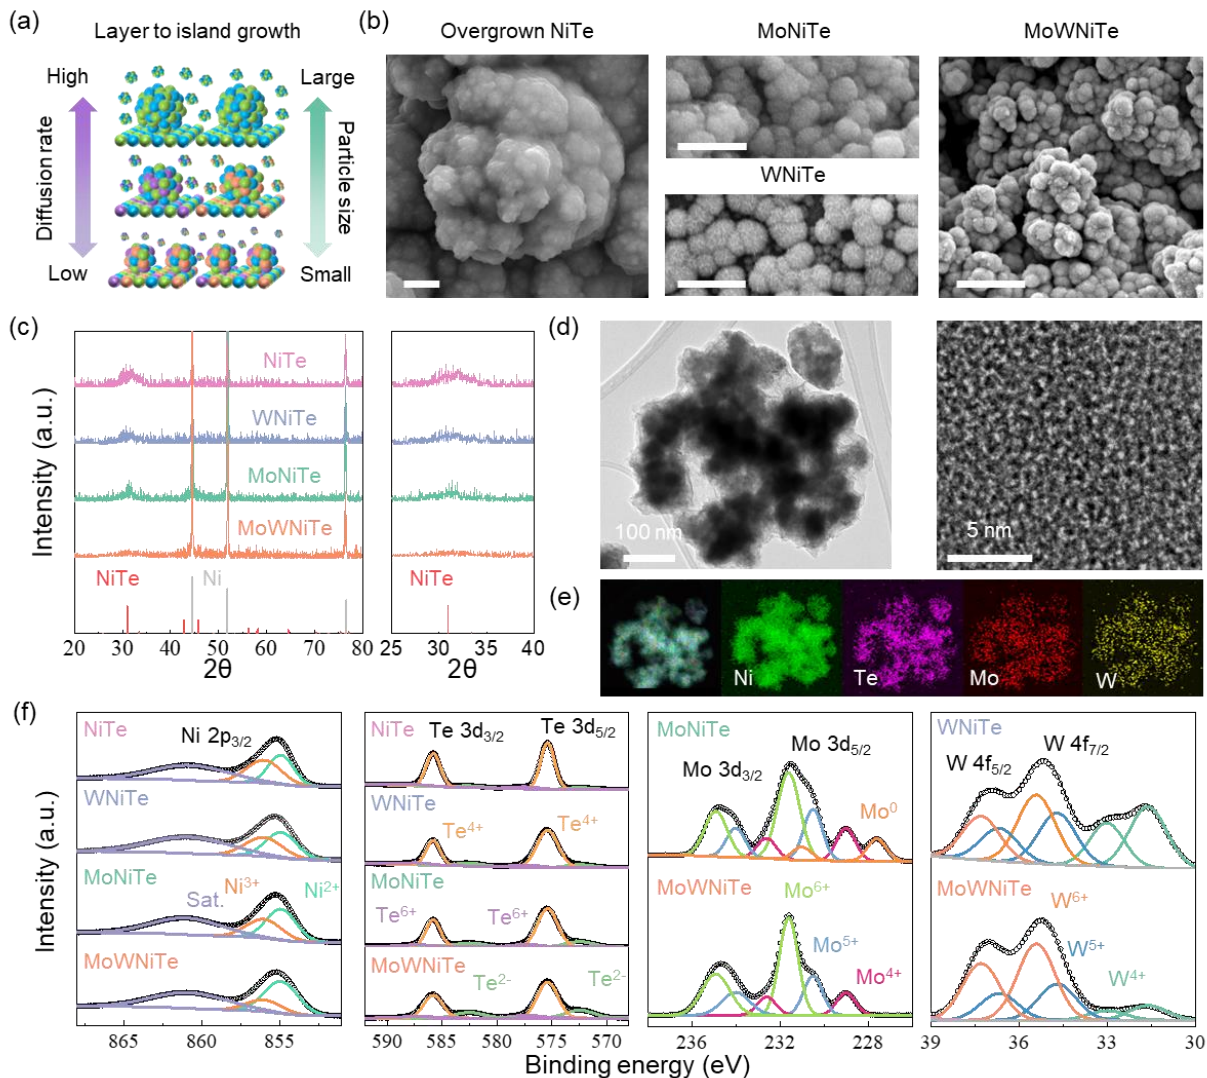 (a)
Layer to island growth
High
Large
Diffusion rate
Particle size
Low
Small
(b)
Overgrown NiTe
MoNiTe
MoWNiTe
WNiTe
(c)
Intensity (a.u.)
NiTe
WNiTe
MoNiTe
MoWNiTe
NiTe
Ni
20 30 40 50 60 70 80
2θ
NiTe
25 30 35 40
2θ
(d)
100 nm
5 nm
(e)
Ni
Te
Mo
W
(f)
Intensity (a.u.)
NiTe
Ni 2p3/2
WNiTe
MoNiTe
Sat.
Ni3+
Ni2+
MoWNiTe
865 860 855
NiTe
Te 3d3/2
Te 3d5/2
WNiTe
Te4+
Te4+
MoNiTe
Te6+
Te6+
MoWNiTe
Te2-
Te2-
590 585 580 575 570
MoNiTe
Mo 3d5/2
Mo 3d3/2
Mo0
MoWNiTe
Mo6+
Mo5+
Mo4+
236 232 228
WNiTe
W 4f7/2
W 4f5/2
MoWNiTe
W6+
W5+
W4+
39 36 33 30
Binding energy (eV)